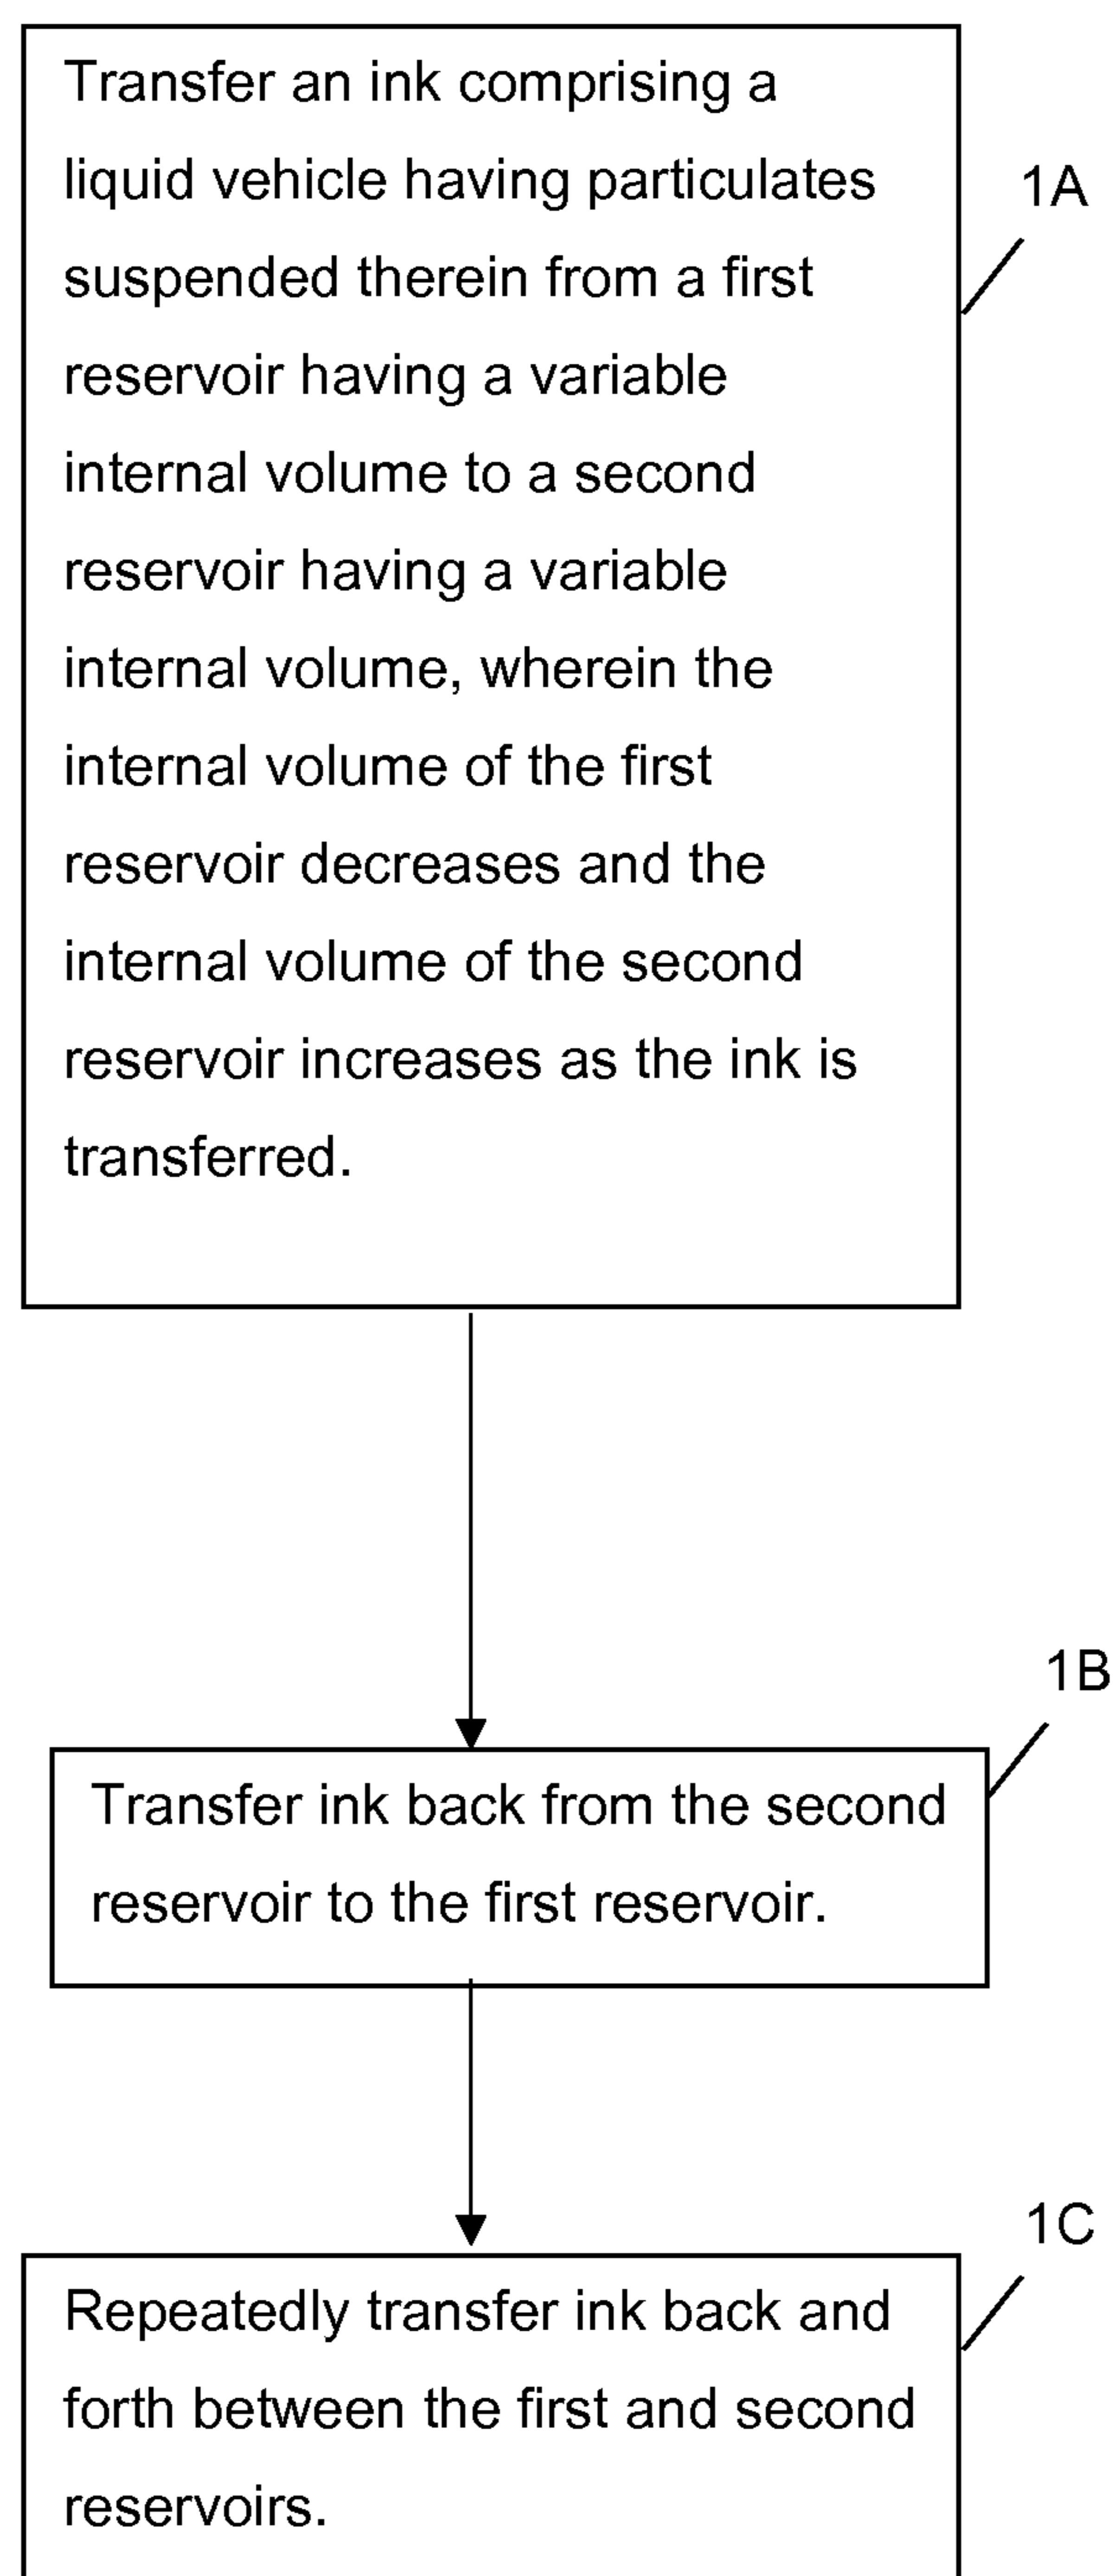 Transfer an ink comprising a
liquid vehicle having particulates
1A
suspended therein from a first
reservoir having a variable
internal volume to a second
reservoir having a variable
internal volume, wherein the
internal volume of the first
reservoir decreases and the
internal volume of the second
reservoir increases as the ink is
transferred.
1B
Transfer ink back from the second
reservoir to the first reservoir.
1C
Repeatedly transfer ink back and
forth between the first and second
reservoirs.